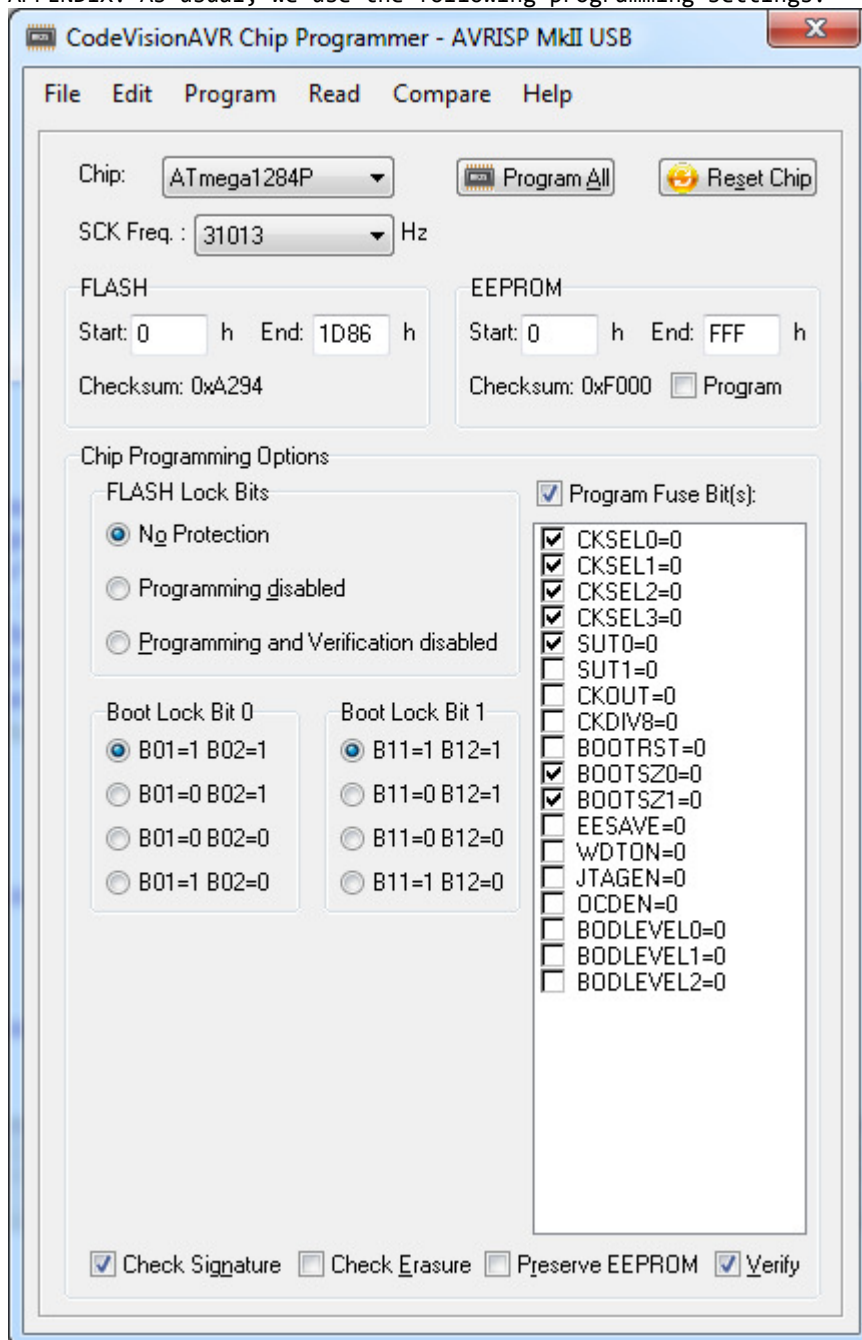 APPENDIX: As usual, we use the following programming settings:
CodeVisionAVR Chip Programmer - AVRISP MkII USB
File Edit Program Read Compare Help
Chip: ATmega1284P Program All Reset Chip
SCK Freq. : 31013 Hz
FLASH EEPROM
Start: 0 h End: 1D86 h Start: 0 h End: FFF h
Checksum: 0xA294 Checksum: 0xF000 Program
Chip Programming Options
FLASH Lock Bits
No Protection
Programming disabled
Programming and Verification disabled
Boot Lock Bit 0
B01=1 B02=1
B01=0 B02=1
B01=0 B02=0
B01=1 B02=0
Boot Lock Bit 1
B11=1 B12=1
B11=0 B12=1
B11=0 B12=0
B11=1 B12=0
Program Fuse Bit(s):
CKSEL0=0
CKSEL1=0
CKSEL2=0
CKSEL3=0
SUT0=0
SUT1=0
CKOUT=0
CKDIV8=0
BOOTRST=0
BOOTSZ0=0
BOOTSZ1=0
EESAVE=0
WDTON=0
JTAGEN=0
OCDEN=0
BODLEVEL0=0
BODLEVEL1=0
BODLEVEL2=0
Check Signature Check Erasure Preserve EEPROM Verify